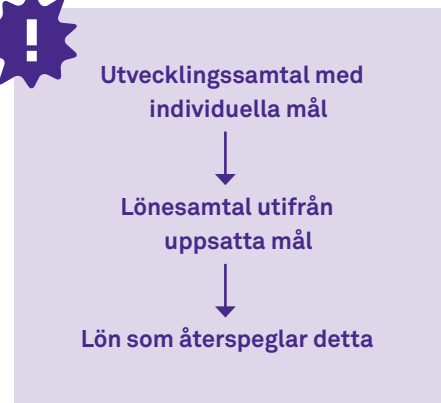 !
Utvecklingssamtal med
individuella mål
Lönesamtal utifrån
uppsatta mål
Lön som återspeglar detta